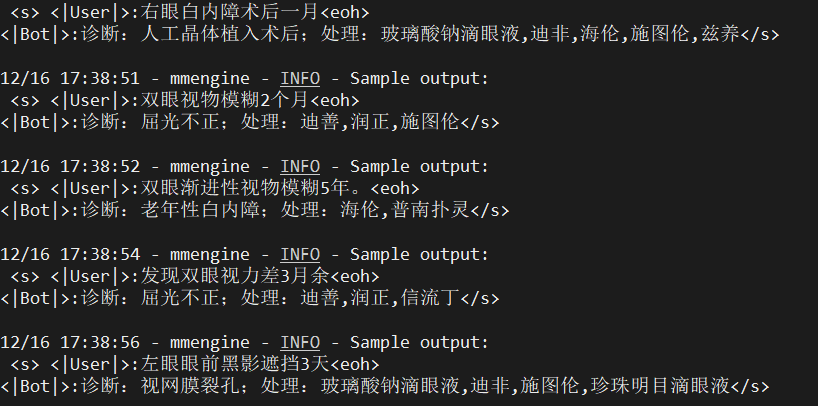 <s> <|User|>:右眼白内障术后一月<eoh>
<|Bot|>:诊断：人工晶体植入术后；处理：玻璃酸钠滴眼液,迪非,海伦,施图伦,兹养</s>
12/16 17:38:51 - mmengine - INFO - Sample output:
<s> <|User|>:双眼视物模糊2个月<eoh>
<|Bot|>:诊断：屈光不正；处理：迪善,润正,施图伦</s>
12/16 17:38:52 - mmengine - INFO - Sample output:
<s> <|User|>:双眼渐进性视物模糊5年。<eoh>
<|Bot|>:诊断：老年性白内障；处理：海伦,普南扑灵</s>
12/16 17:38:54 - mmengine - INFO - Sample output:
<s> <|User|>:发现双眼视力差3月余<eoh>
<|Bot|>:诊断：屈光不正；处理：迪善,润正,信流丁</s>
12/16 17:38:56 - mmengine - INFO - Sample output:
<s> <|User|>:左眼眼前黑影遮挡3天<eoh>
<|Bot|>:诊断：视网膜裂孔；处理：玻璃酸钠滴眼液,迪非,施图伦,珍珠明目滴眼液</s>